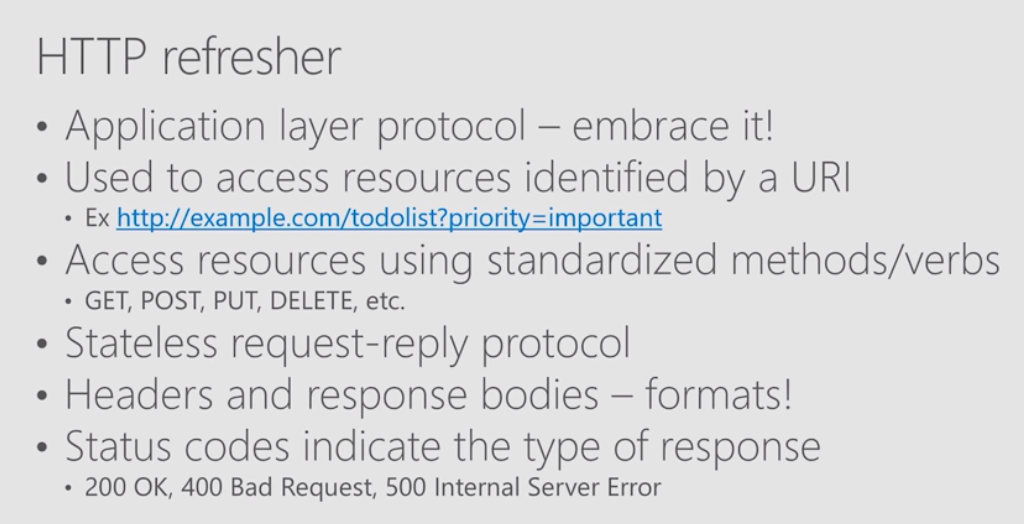 HTTP refresher
• Application layer protocol – embrace it!
• Used to access resources identified by a URI
• Ex http://example.com/todolist?priority=important
• Access resources using standardized methods/verbs
• GET, POST, PUT, DELETE, etc.
• Stateless request-reply protocol
• Headers and response bodies – formats!
• Status codes indicate the type of response
• 200 OK, 400 Bad Request, 500 Internal Server Error